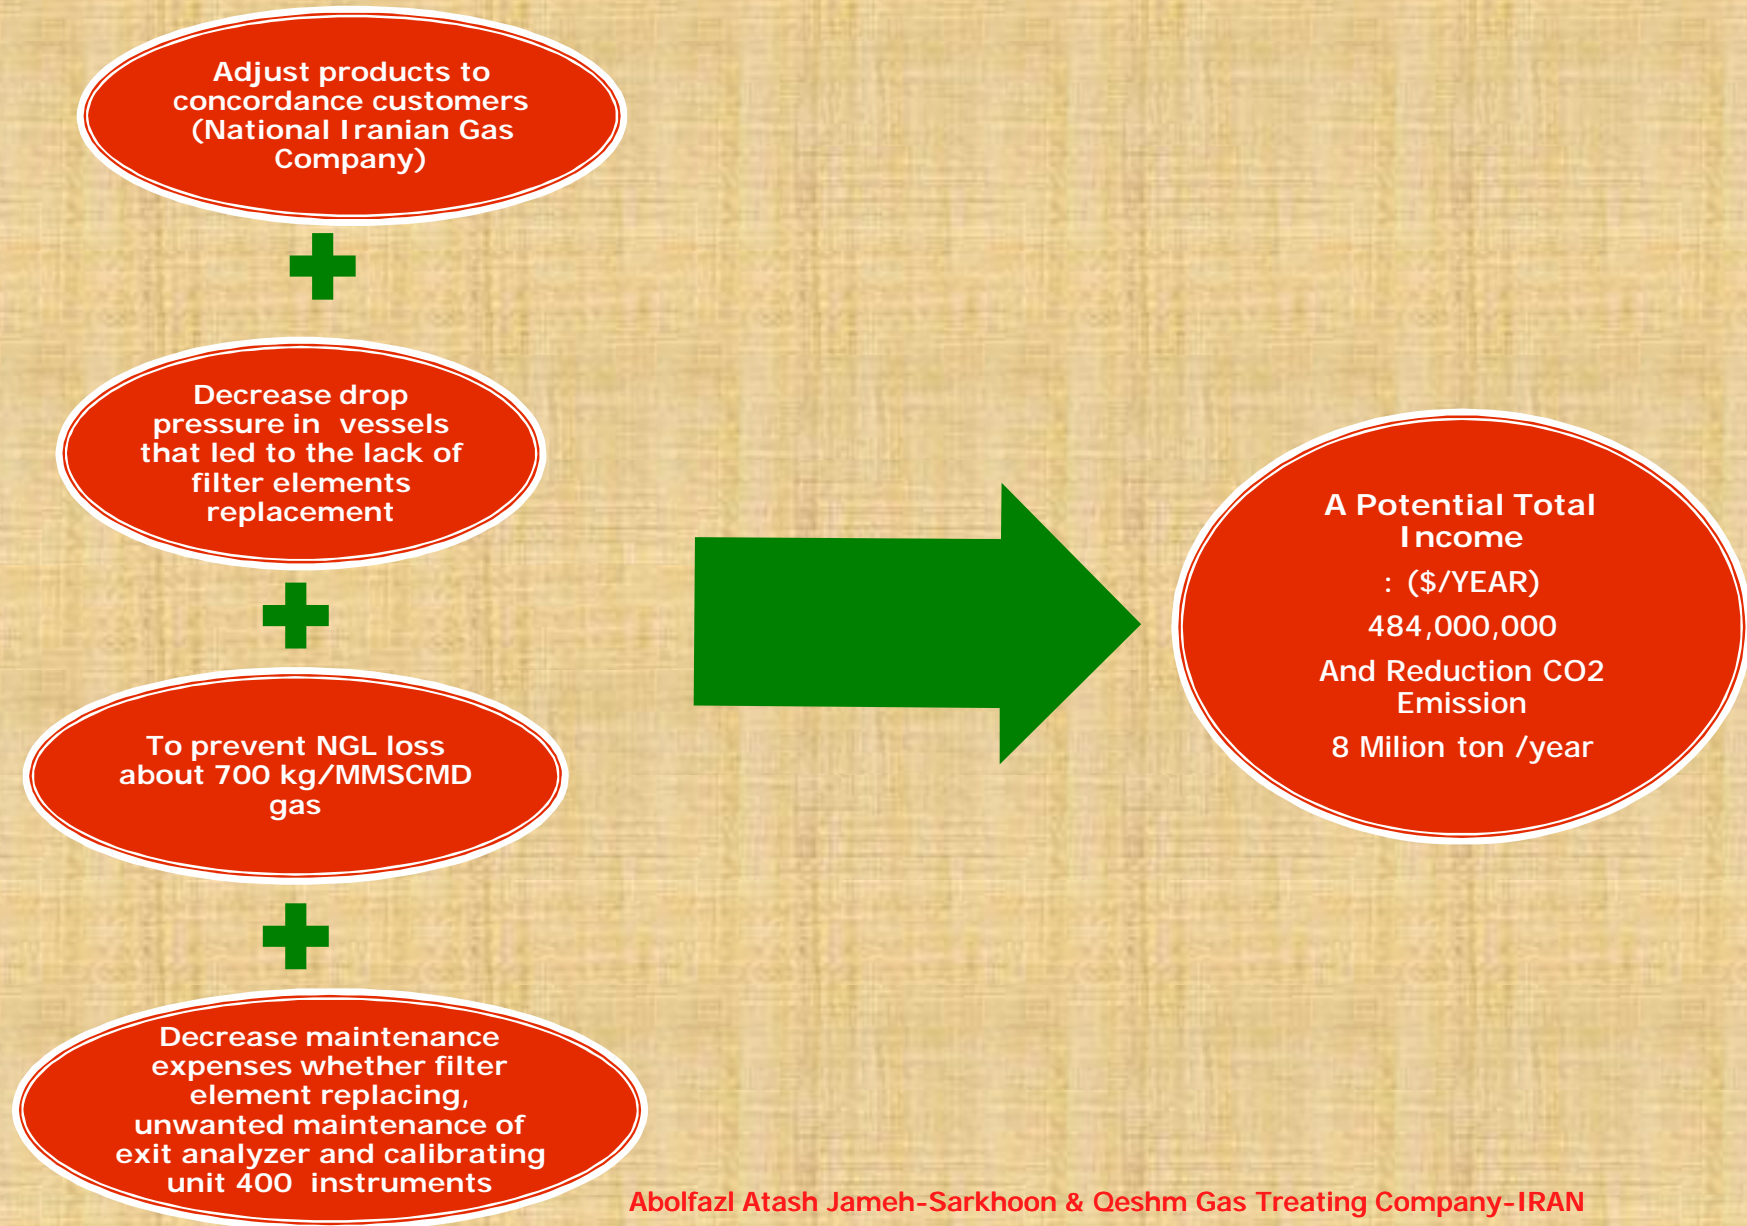 Adjust products to
concordance customers
(National Iranian Gas
Company)
Decrease drop
pressure in vessels
that led to the lack of
filter elements
replacement
To prevent NGL loss
about 700 kg/MMSCMD
gas
Decrease maintenance
expenses whether filter
element replacing,
unwanted maintenance of
exit analyzer and calibrating
unit 400 instruments
A Potential Total
Income
: ($/YEAR)
484,000,000
And Reduction CO2
Emission
8 Milion ton /year
Abolfazl Atash Jameh-Sarkhoon & Qeshm Gas Treating Company-IRAN